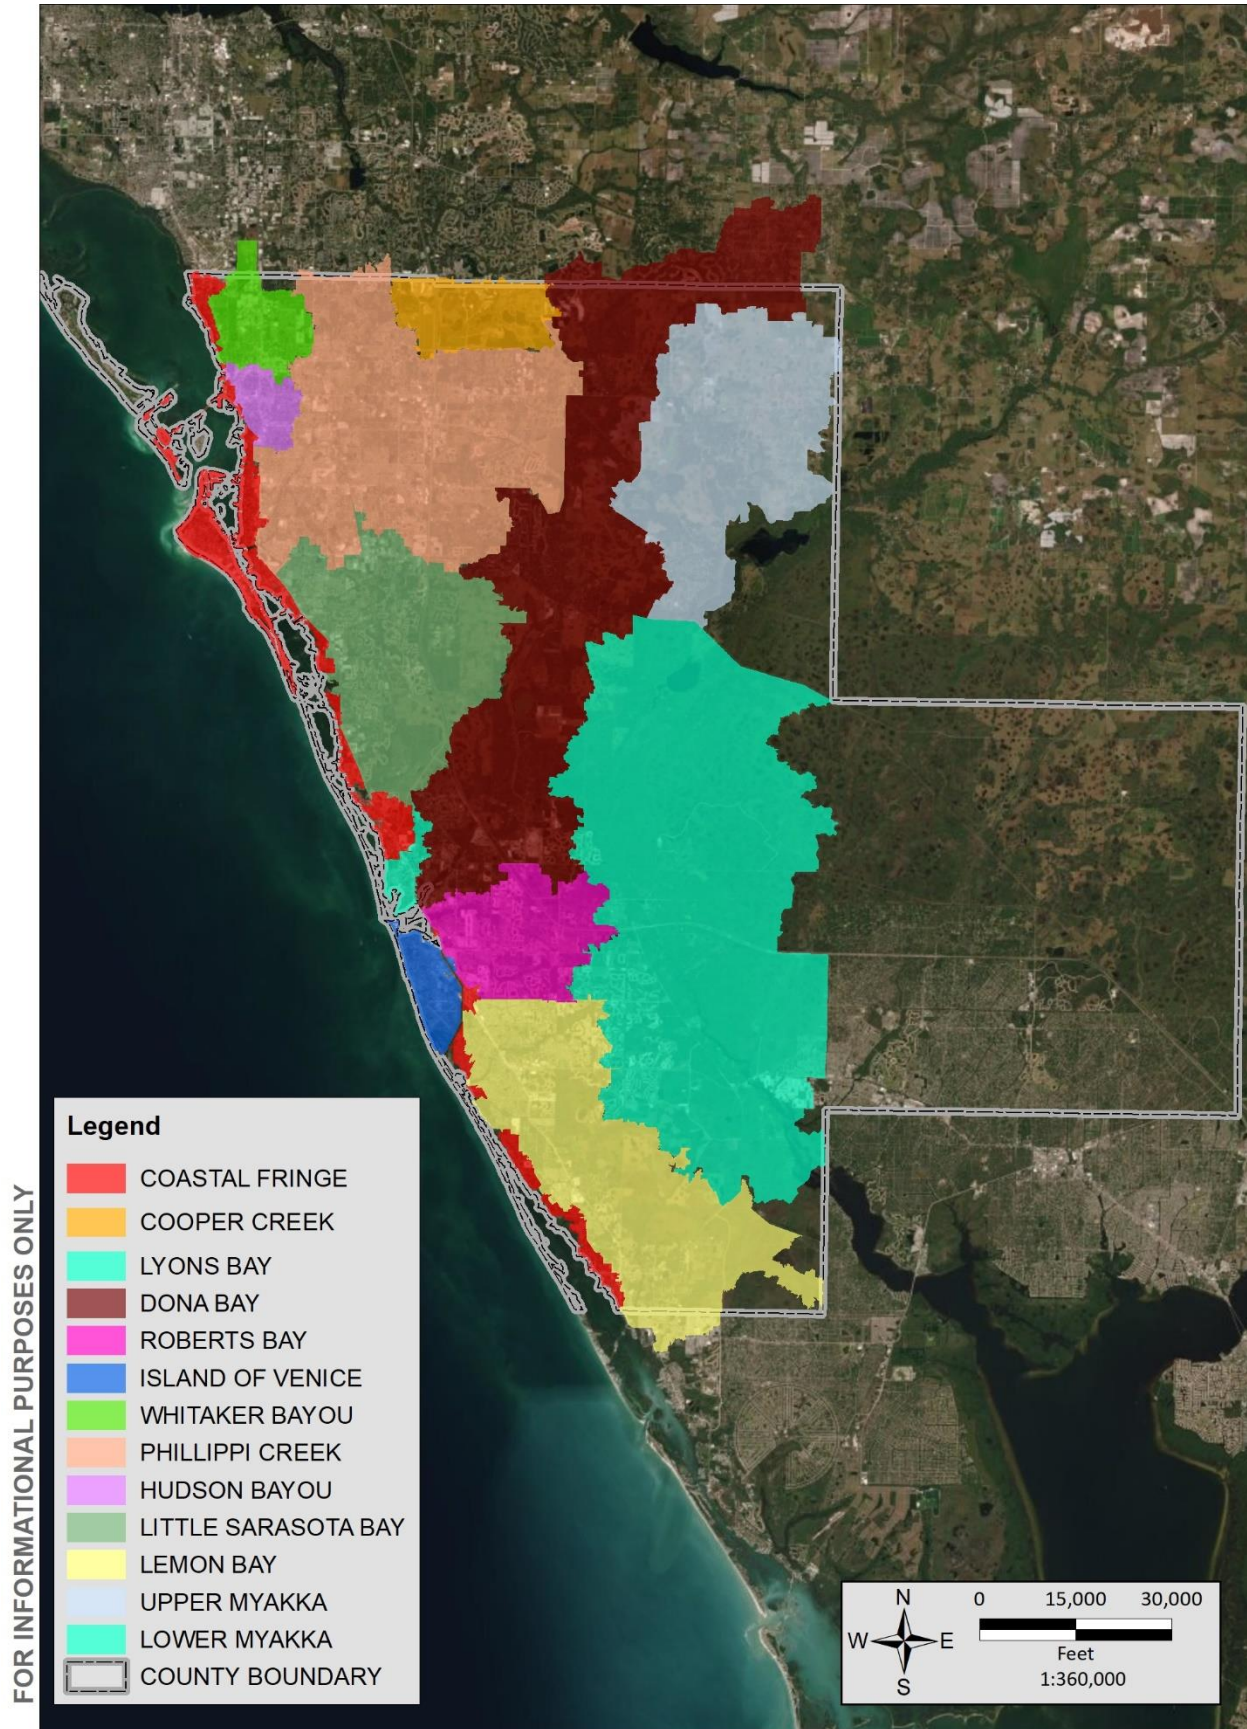 FOR INFORMATIONAL PURPOSES ONLY
Legend
COASTAL FRINGE
COOPER CREEK
LYONS BAY
DONA BAY
ROBERTS BAY
ISLAND OF VENICE
WHITAKER BAYOU
PHILLIPPI CREEK
HUDSON BAYOU
LITTLE SARASOTA BAY
LEMON BAY
UPPER MYAKKA
LOWER MYAKKA
COUNTY BOUNDARY
N
W E
S
0 15,000 30,000
Feet
1:360,000